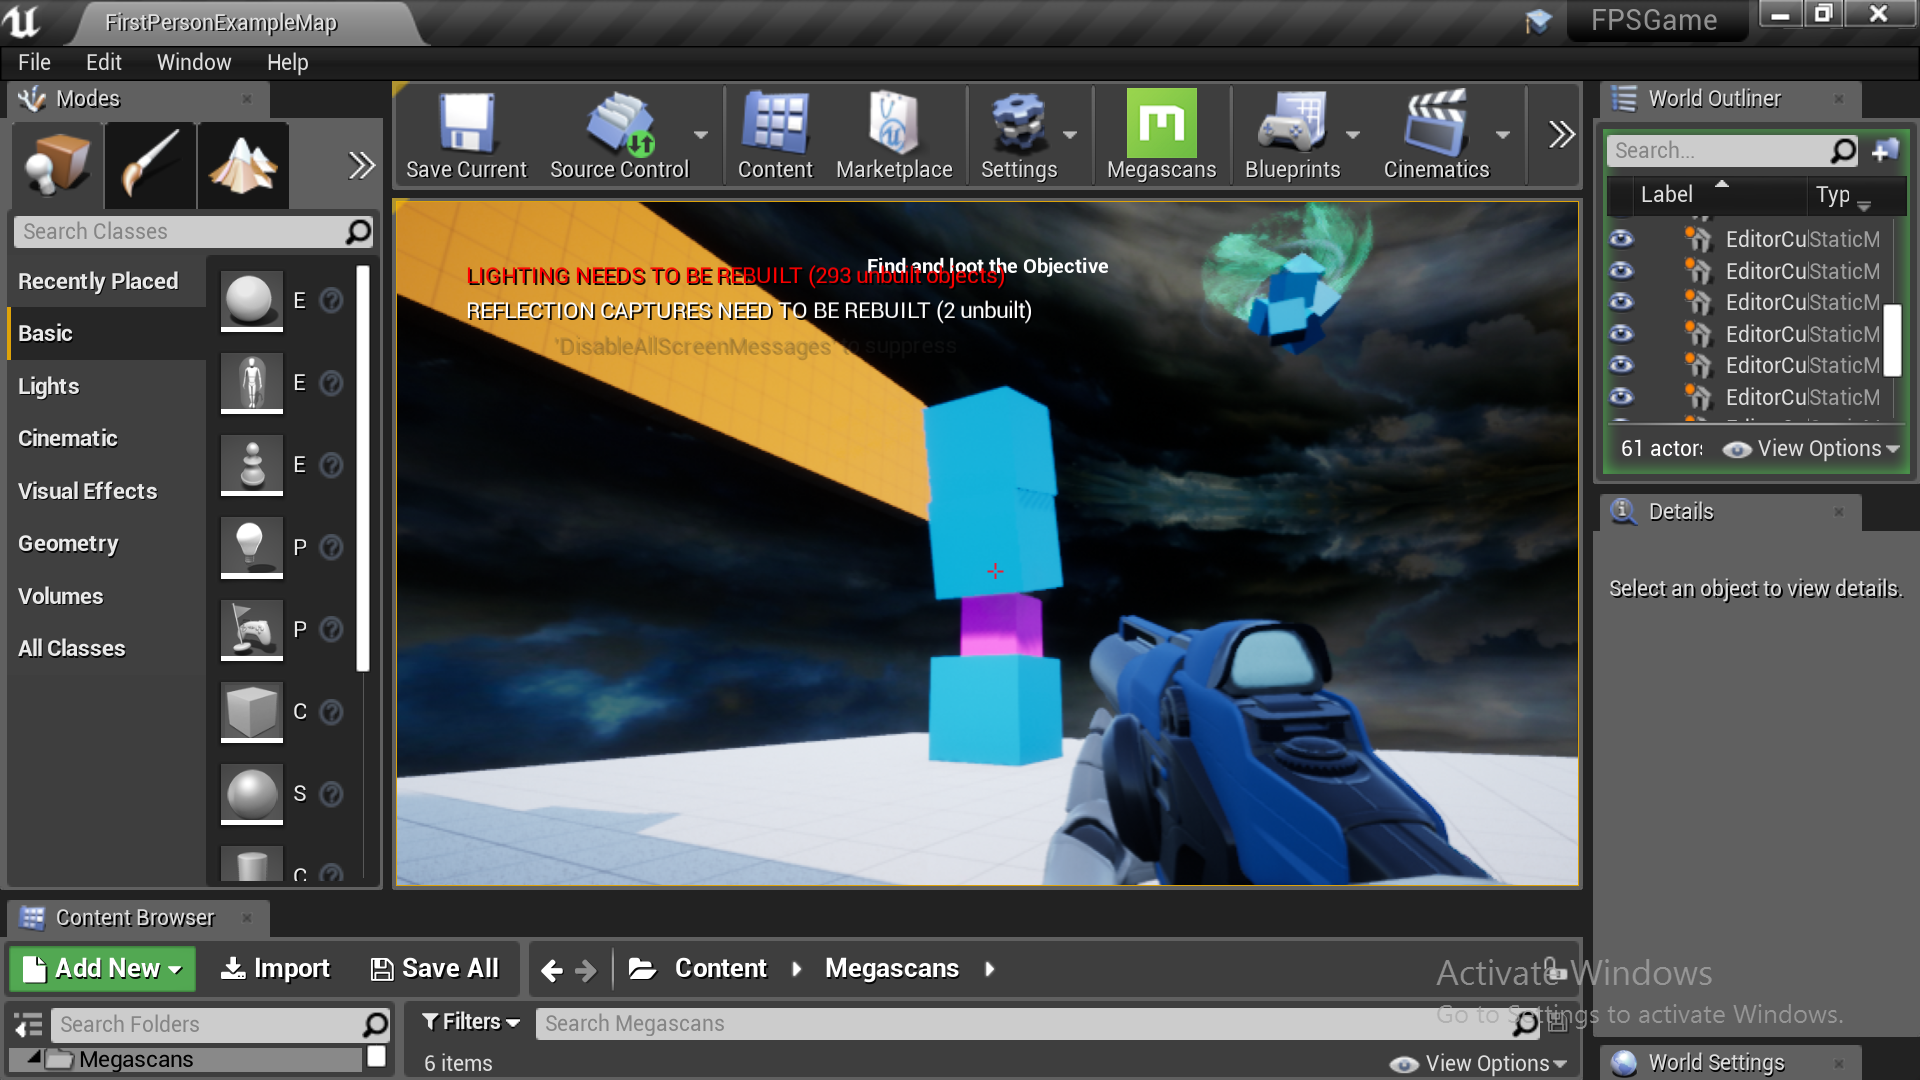 FirstPersonExampleMap
FPSGame
File Edit Window Help
Modes
Save Current
Source Control
Content
Marketplace
Settings
Megascans
Blueprints
Cinematics
World Outliner
Search...
Label Typ
EditorCu StaticM
EditorCu StaticM
EditorCu StaticM
EditorCu StaticM
EditorCu StaticM
EditorCu StaticM
61 actor
View Options
Search Classes
Recently Placed
Basic
Lights
Cinematic
Visual Effects
Geometry
Volumes
All Classes
E
E
E
P
P
C
S
C
Find and loot the Objective
LIGHTING NEEDS TO BE REBUILT (293 unbuilt objects)
REFLECTION CAPTURES NEED TO BE REBUILT (2 unbuilt)
'DisableAllScreenMessages' to suppress
Details
Select an object to view details.
Content Browser
Add New
Import
Save All
Content
Megascans
Search Folders
Megascans
Filters
Search Megascans
6 items
View Options
Activate Windows
Go to Settings to activate Windows.
World Settings